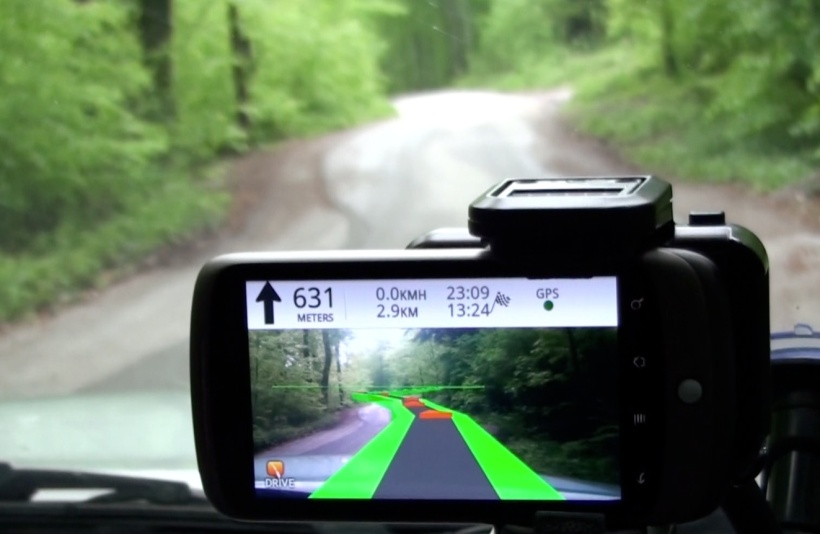 631
METERS
0.0KMH
2.9KM
23:09
13:24
GPS
DRIVE